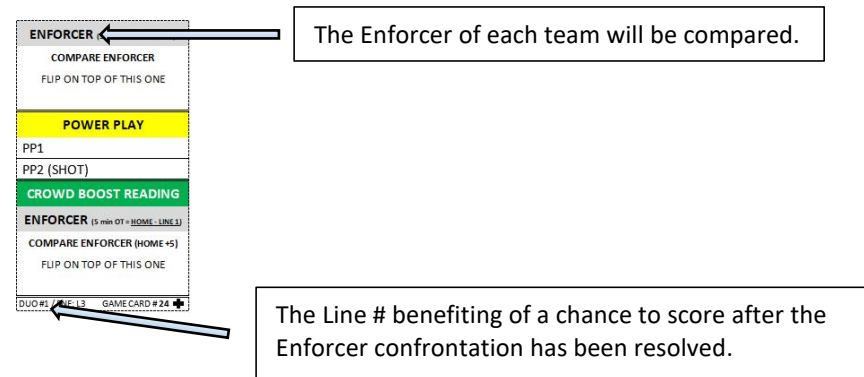 ENFORCER
The Enforcer of each team will be compared.
COMPARE ENFORCER
FLIP ON TOP OF THIS ONE
POWER PLAY
PP1
PP2 (SHOT)
CROWD BOOST READING
ENFORCER (5 min OT = HOME - LINE 1)
COMPARE ENFORCER (HOME +5)
FLIP ON TOP OF THIS ONE
DUO #1 / ENF: L3 GAME CARD # 24
The Line # benefiting of a chance to score after the
Enforcer confrontation has been resolved.